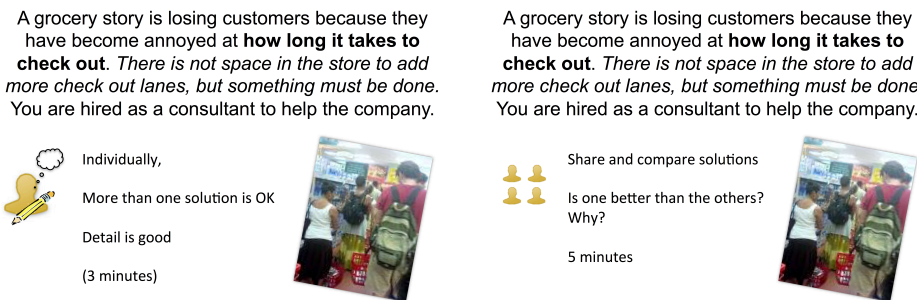 A grocery story is losing customers because they
have become annoyed at how long it takes to
check out. There is not space in the store to add
more check out lanes, but something must be done.
You are hired as a consultant to help the company.
Individually,
More than one solution is OK
Detail is good
(3 minutes)
A grocery story is losing customers because they
have become annoyed at how long it takes to
check out. There is not space in the store to add
more check out lanes, but something must be done
You are hired as a consultant to help the company.
Share and compare solutions
Is one better than the others?
Why?
5 minutes